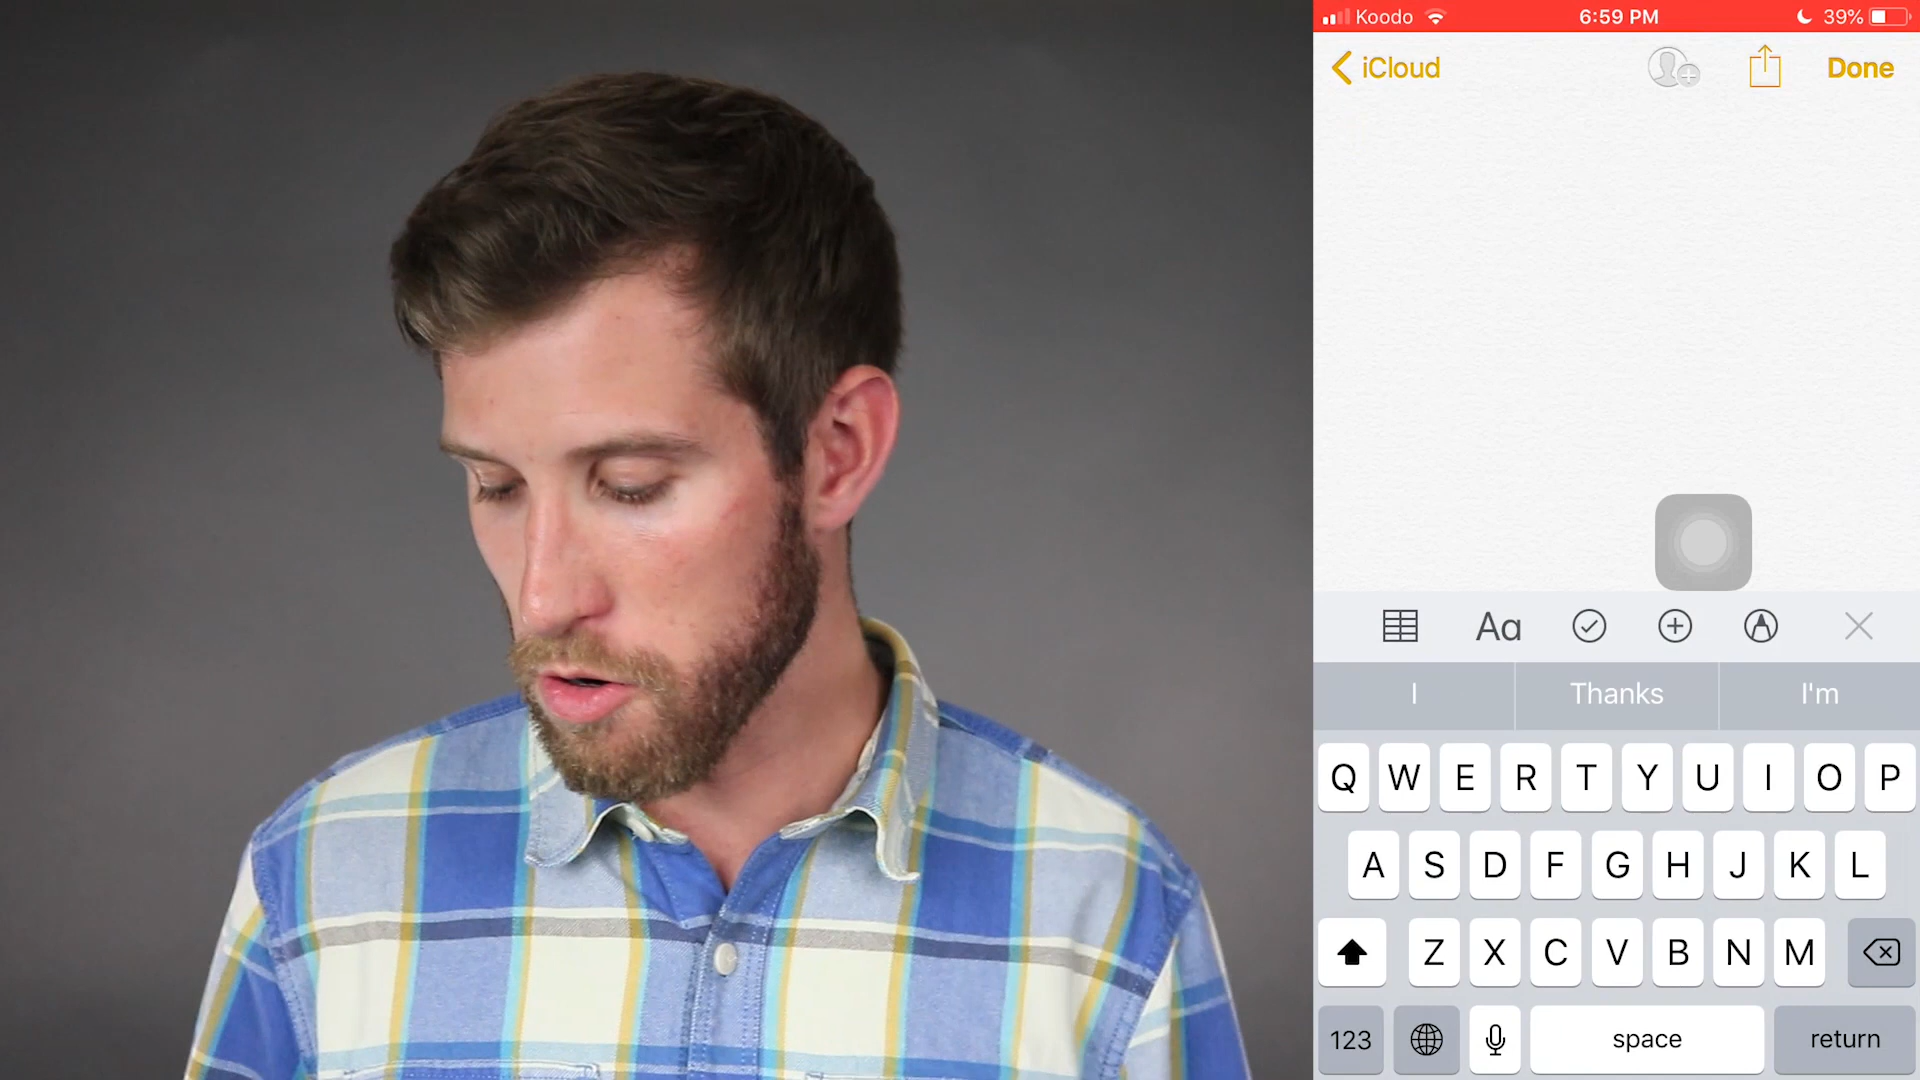 Koodo 6:59 PM 39%
iCloud Done
Aa
I Thanks I'm
Q W E R T Y U I O P
A S D F G H J K L
Z X C V B N M
123 space return